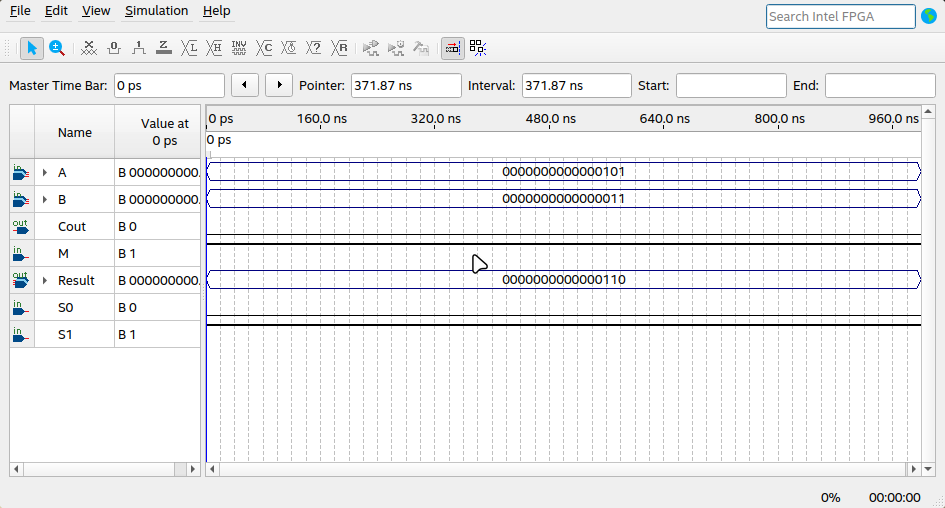 File Edit View Simulation Help
Search Intel FPGA
Master Time Bar: 0 ps Pointer: 371.87 ns Interval: 371.87 ns Start: End:
Name Value at 0 ps
0 ps 160.0 ns 320.0 ns 480.0 ns 640.0 ns 800.0 ns 960.0 ns
0 ps
in A B 000000000. 0000000000000101
in B B 000000000. 0000000000000011
out Cout B 0
in M B 1
out Result B 000000000. 0000000000000110
in S0 B 0
in S1 B 1
0% 00:00:00